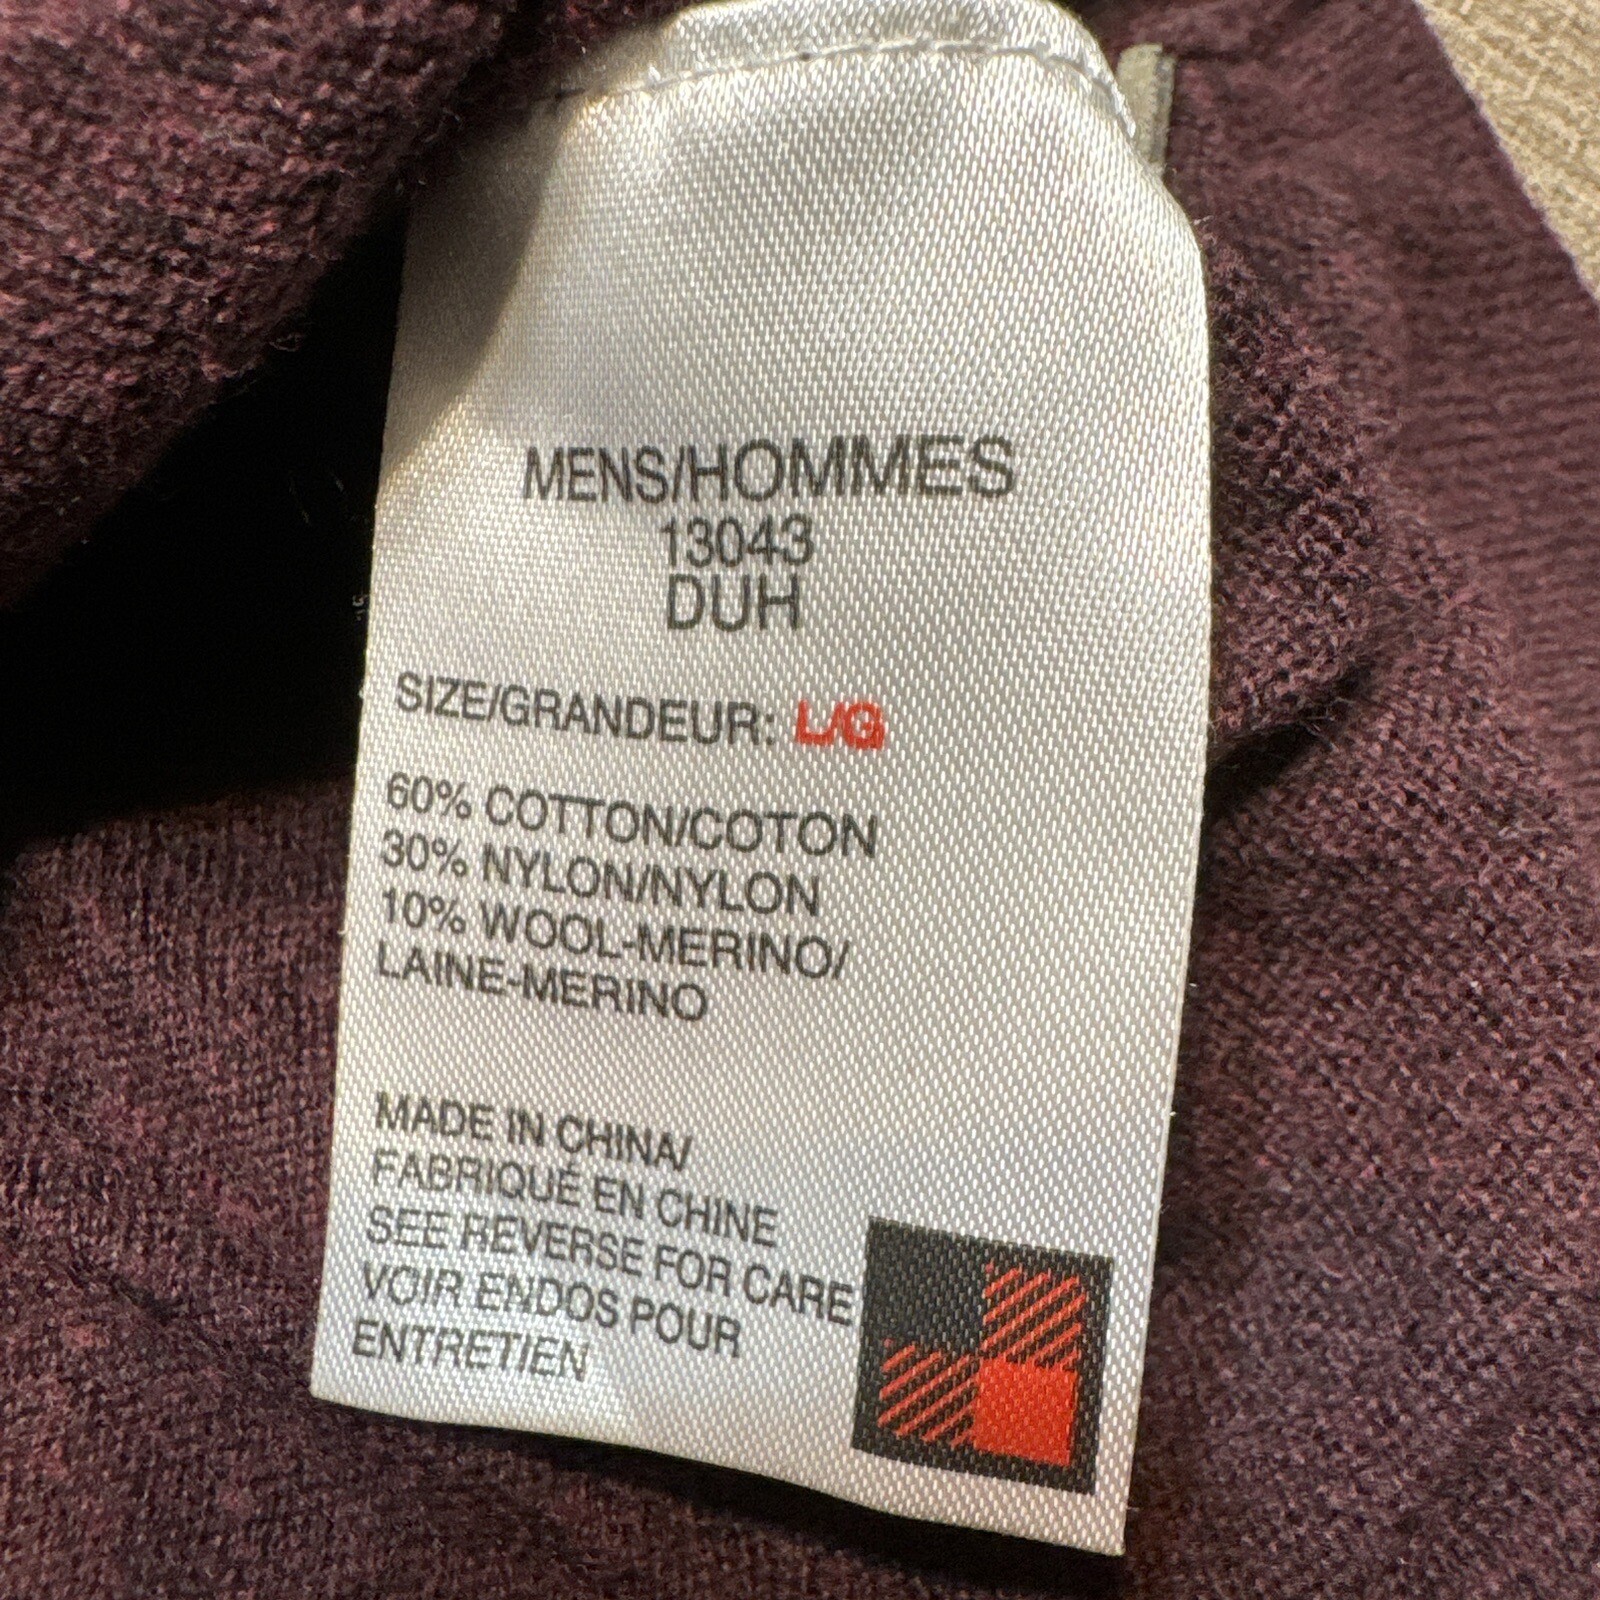 MENS/HOMMES
13043
DUH
SIZE/GRANDEUR: L/G
60% COTTON/COTON
30% NYLON/NYLON
10% WOOL-MERINO/
LAINE-MERINO
MADE IN CHINA/
FABRIQUÉ EN CHINE
SEE REVERSE FOR CARE
VOIR ENDOS POUR
ENTRETIEN